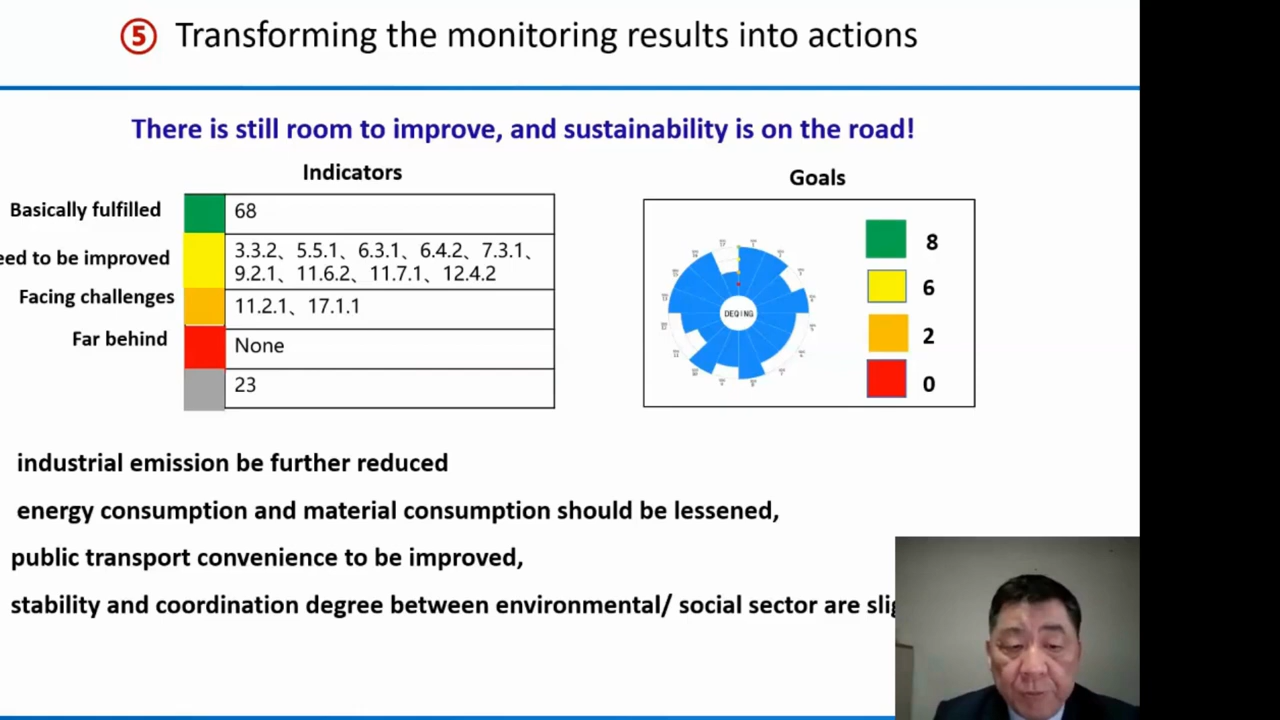 ⑤ Transforming the monitoring results into actions
There is still room to improve, and sustainability is on the road!
Indicators
Basically fulfilled 68
to be improved 3.3.2、5.5.1、6.3.1、6.4.2、7.3.1、
9.2.1、11.6.2、11.7.1、12.4.2
Facing challenges 11.2.1、17.1.1
Far behind None
23
Goals
DEQING
8
6
2
0
industrial emission be further reduced
energy consumption and material consumption should be lessened,
public transport convenience to be improved,
stability and coordination degree between environmental/ social sector are